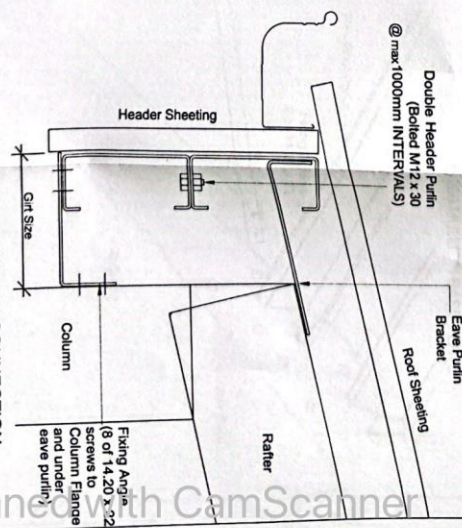 Double Header Purlin
(Bolted M12 x 30
@ max1000mm INTERVALS)
Eave Purlin
Bracket
Roof Sheeting
Header Sheeting
Girt Size
Column
Rafter
Fixing Angle
(8 of 14.20 x 22
screws to
Column Flange
and under
eave purlin)
with CamScanner